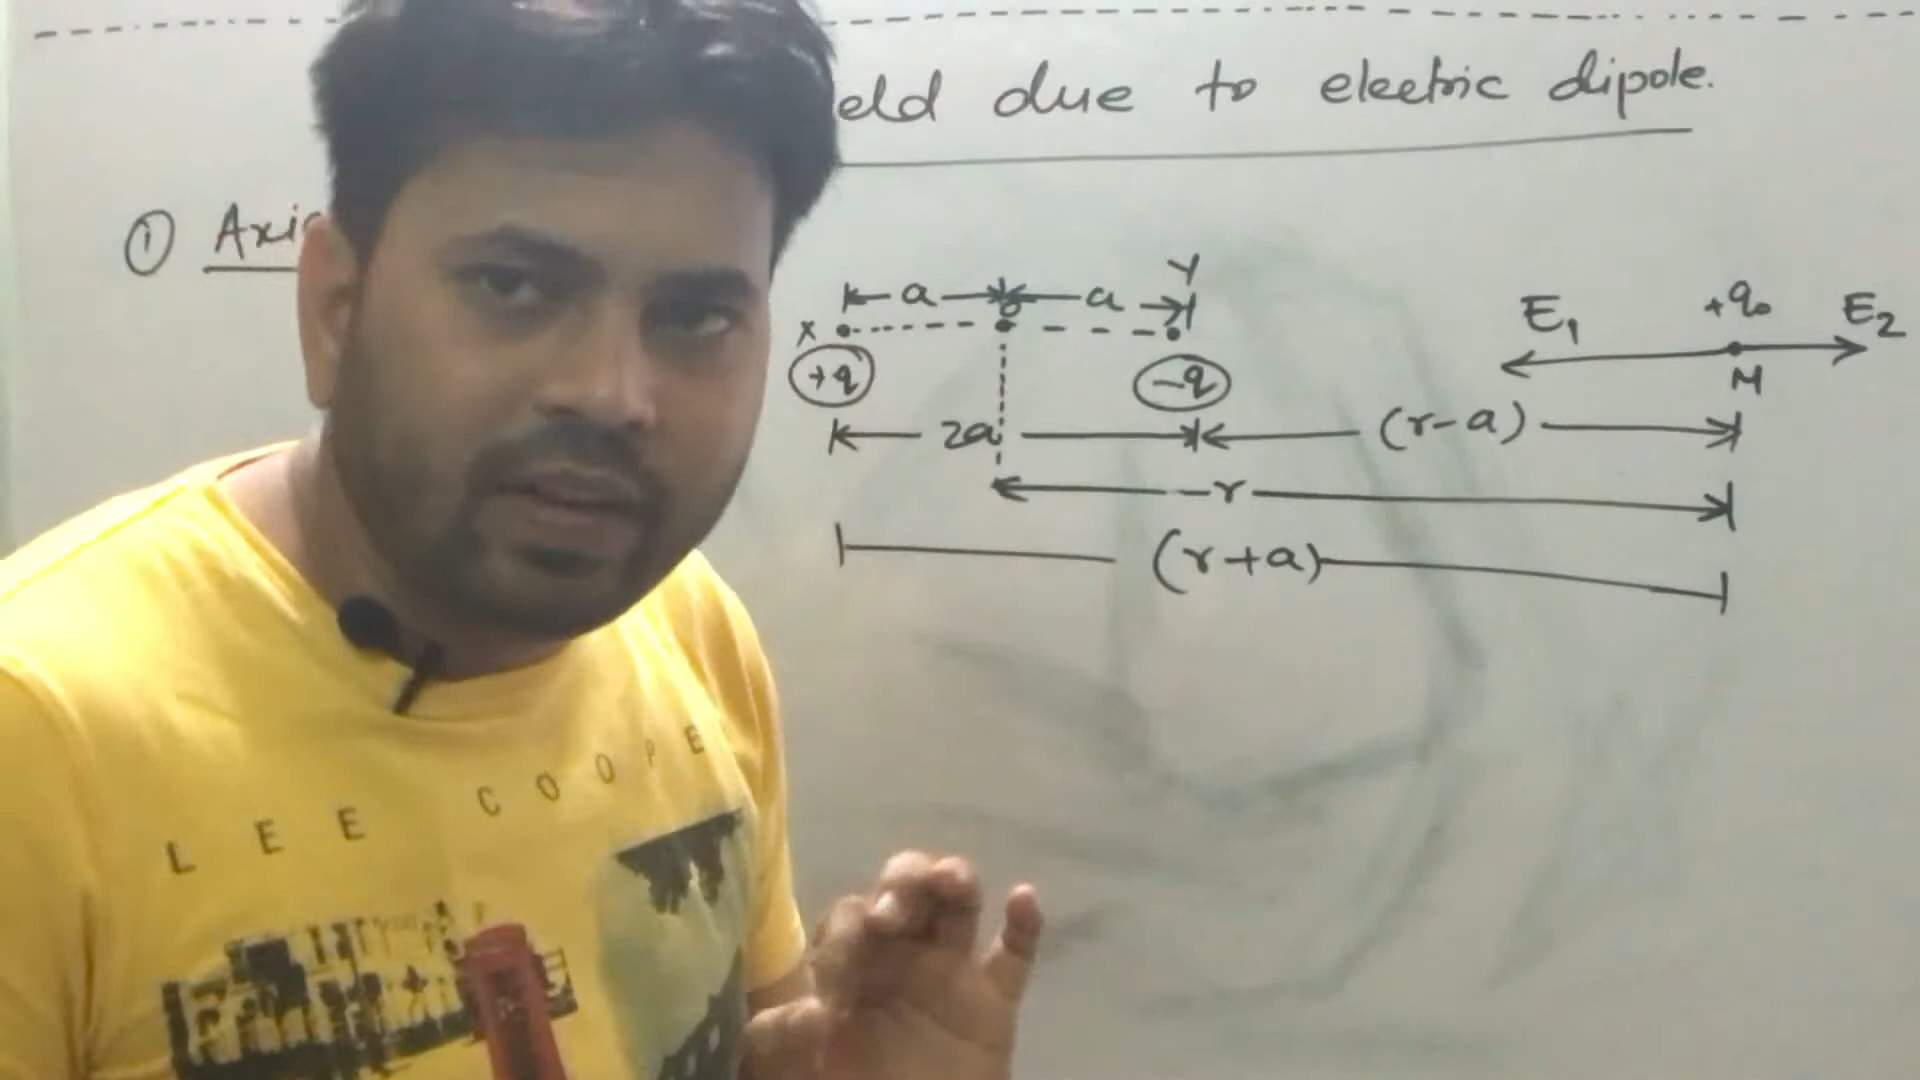 eld due to electric dipole.
① Axi
a a Y
X
+q -q
E1 +q0 E2
M
2a (r-a)
r
(r+a)
LEE COOPE